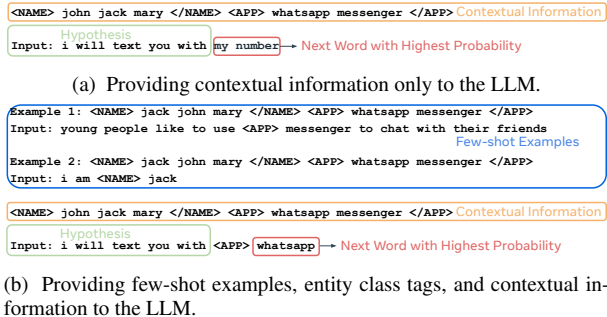 <NAME> john jack mary </NAME> <APP> whatsapp messenger </APP> Contextual Information
Hypothesis
Input: i will text you with my number Next Word with Highest Probability
(a) Providing contextual information only to the LLM.
Example 1: <NAME> jack john mary </NAME> <APP> whatsapp messenger </APP>
Input: young people like to use <APP> messenger to chat with their friends
Few-shot Examples
Example 2: <NAME> jack john mary </NAME> <APP> whatsapp messenger </APP>
Input: i am <NAME> jack
<NAME> john jack mary </NAME> <APP> whatsapp messenger </APP> Contextual Information
Hypothesis
Input: i will text you with <APP> whatsapp Next Word with Highest Probability
(b) Providing few-shot examples, entity class tags, and contextual in-
formation to the LLM.